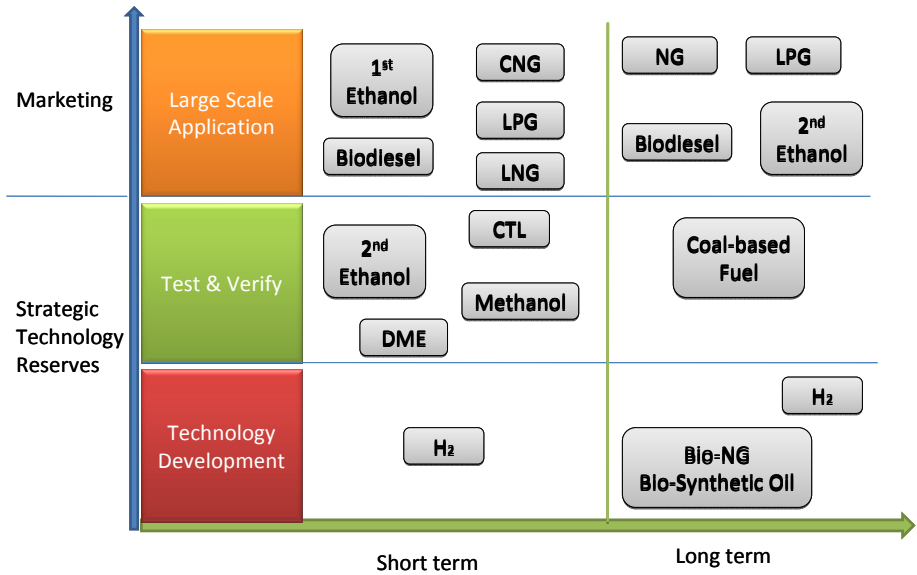 Marketing
Large Scale
Application
1st
Ethanol
Biodiesel
CNG
LPG
LNG
NG
LPG
Biodiesel
2nd
Ethanol
Strategic
Technology
Reserves
Test & Verify
2nd
Ethanol
CTL
Methanol
DME
Coal-based
Fuel
Technology
Development
H2
H2
Bio-NG
Bio-Synthetic Oil
Short term
Long term